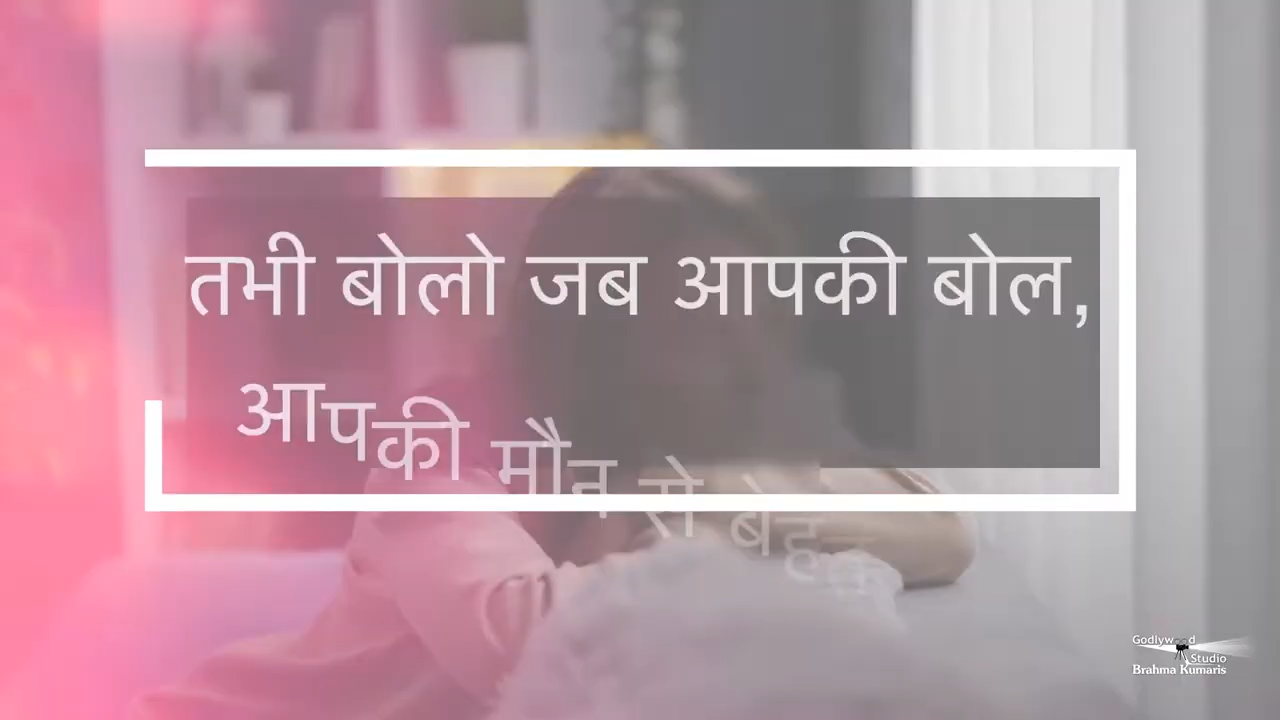 तभी बोलो जब आपकी बोल,
आपकी मौन से
Godlywood
Studio
Brahma Kumaris